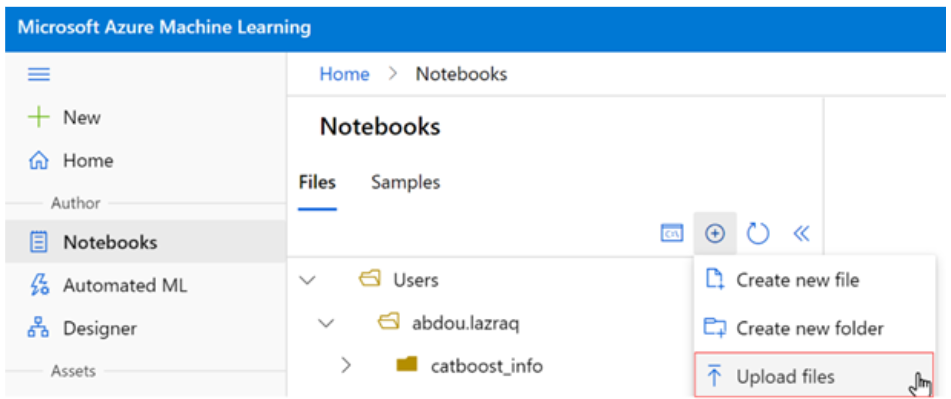 Microsoft Azure Machine Learning
Home > Notebooks
New
Home
Author
Notebooks
Automated ML
Designer
Assets
Notebooks
Files Samples
Users
abdou.lazraq
catboost_info
Create new file
Create new folder
Upload files